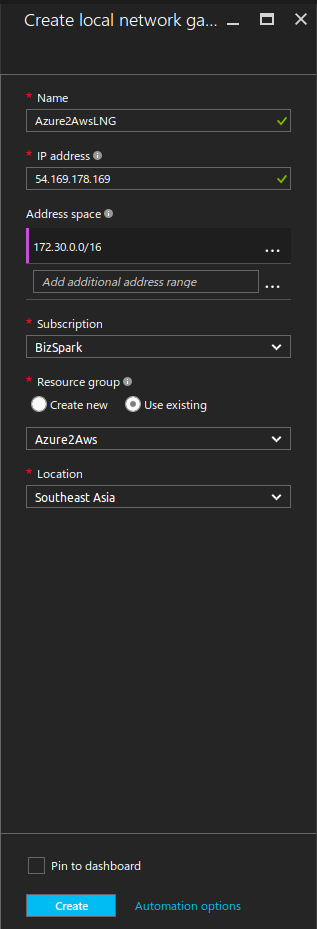 Create local network ga...
* Name
Azure2AwsLNG
* IP address
54.169.178.169
Address space
172.30.0.0/16
...
Add additional address range
...
* Subscription
BizSpark
* Resource group
Create new Use existing
Azure2Aws
* Location
Southeast Asia
Pin to dashboard
Create Automation options